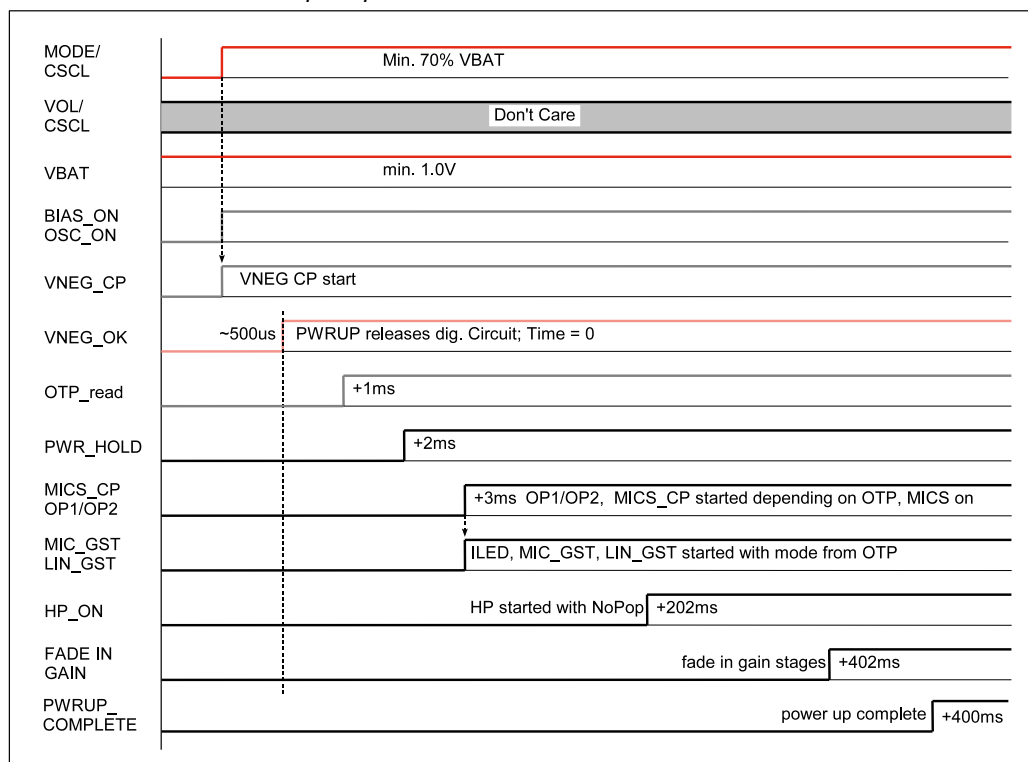 MODE/
CSCL
Min. 70% VBAT
VOL/
CSCL
Don't Care
VBAT
min. 1.0V
BIAS_ON
OSC_ON
VNEG_CP
VNEG CP start
VNEG_OK
~500us
PWRUP releases dig. Circuit; Time = 0
OTP_read
+1ms
PWR_HOLD
+2ms
MICS_CP
OP1/OP2
+3ms OP1/OP2, MICS_CP started depending on OTP, MICS on
MIC_GST
LIN_GST
ILED, MIC_GST, LIN_GST started with mode from OTP
HP_ON
HP started with NoPop
+202ms
FADE IN
GAIN
fade in gain stages
+402ms
PWRUP_
COMPLETE
power up complete
+400ms